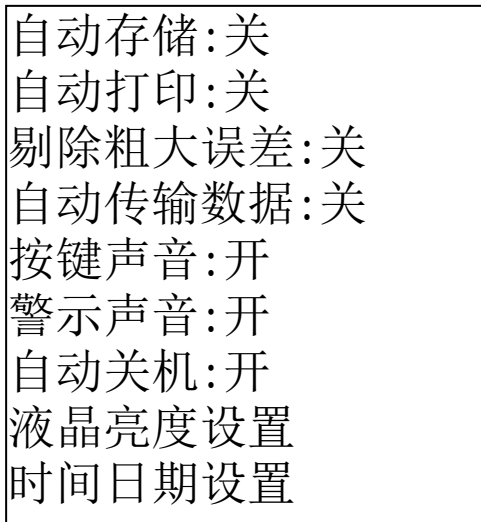 自动存储:关
自动打印:关
剔除粗大误差:关
自动传输数据:关
按键声音:开
警示声音:开
自动关机:开
液晶亮度设置
时间日期设置